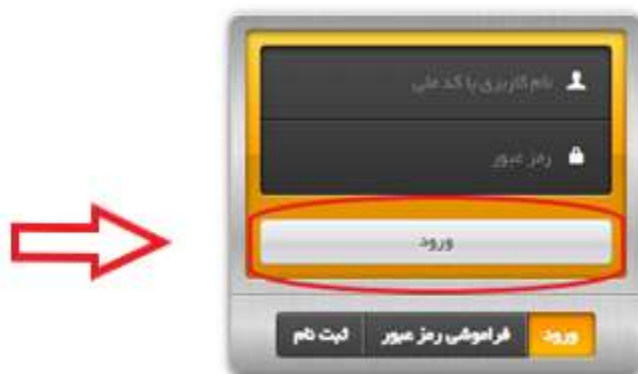 نام کاربری یا کد ملی
رمز عبور
ورود
ورود فراموشی رمز عبور ثبت نام